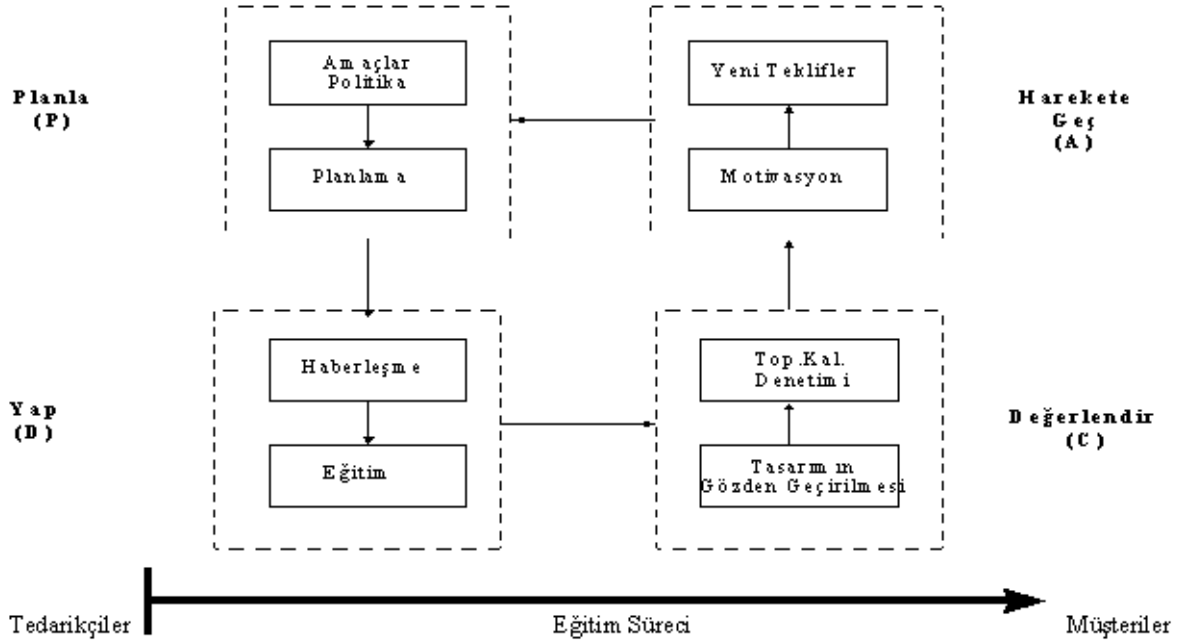 Amaçlar
Politika
Yeni Teklifler
Planla
(P)
Harekete
Geç
(A)
Planlama
Motivasyon
Haberleşme
Top.Kal.
Denetimi
Yap
(D)
Değerlendir
(C)
Eğitim
Tasarımın
Gözden Geçirilmesi
Tedarikçiler
Eğitim Süreci
Müşteriler